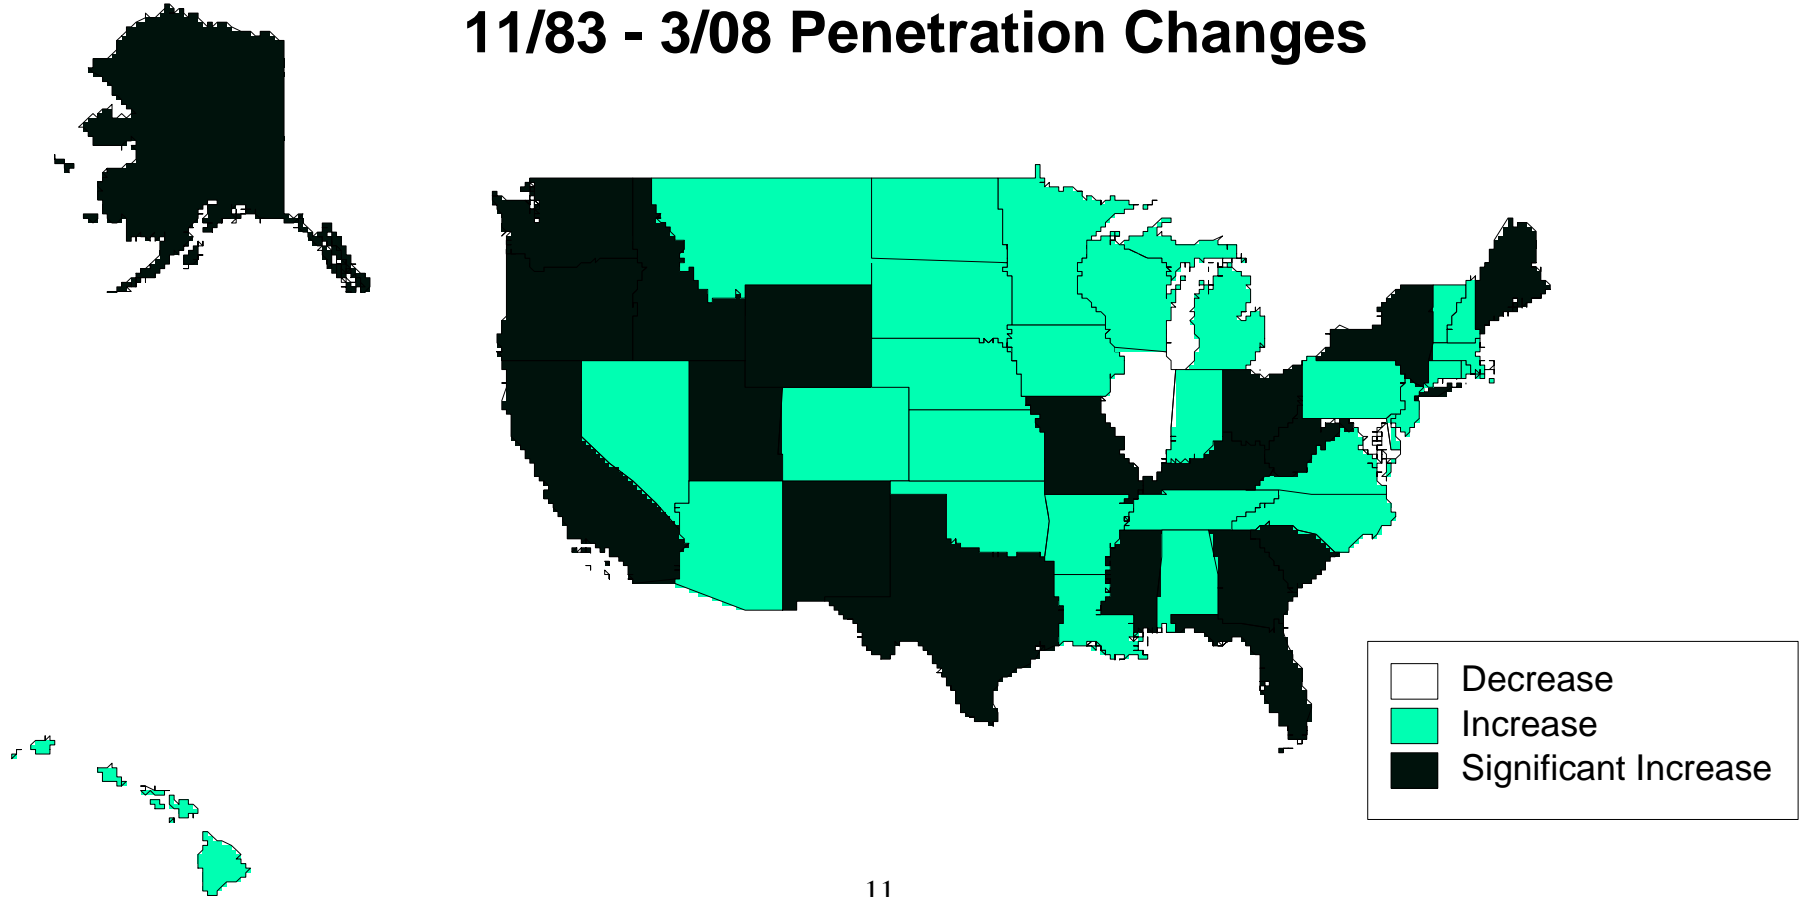 11/83 - 3/08 Penetration Changes
Decrease
Increase
Significant Increase
11